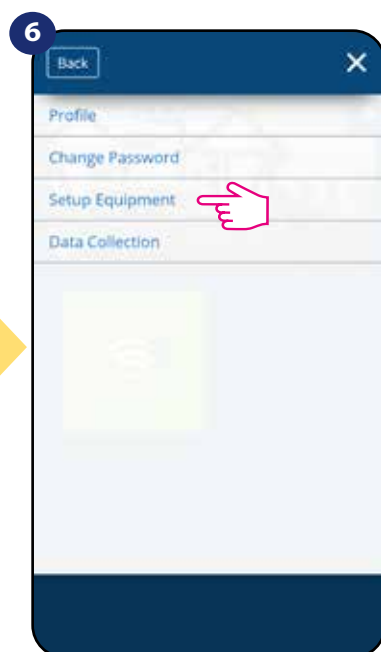 6
Back
Profile
Change Password
Setup Equipment
Data Collection